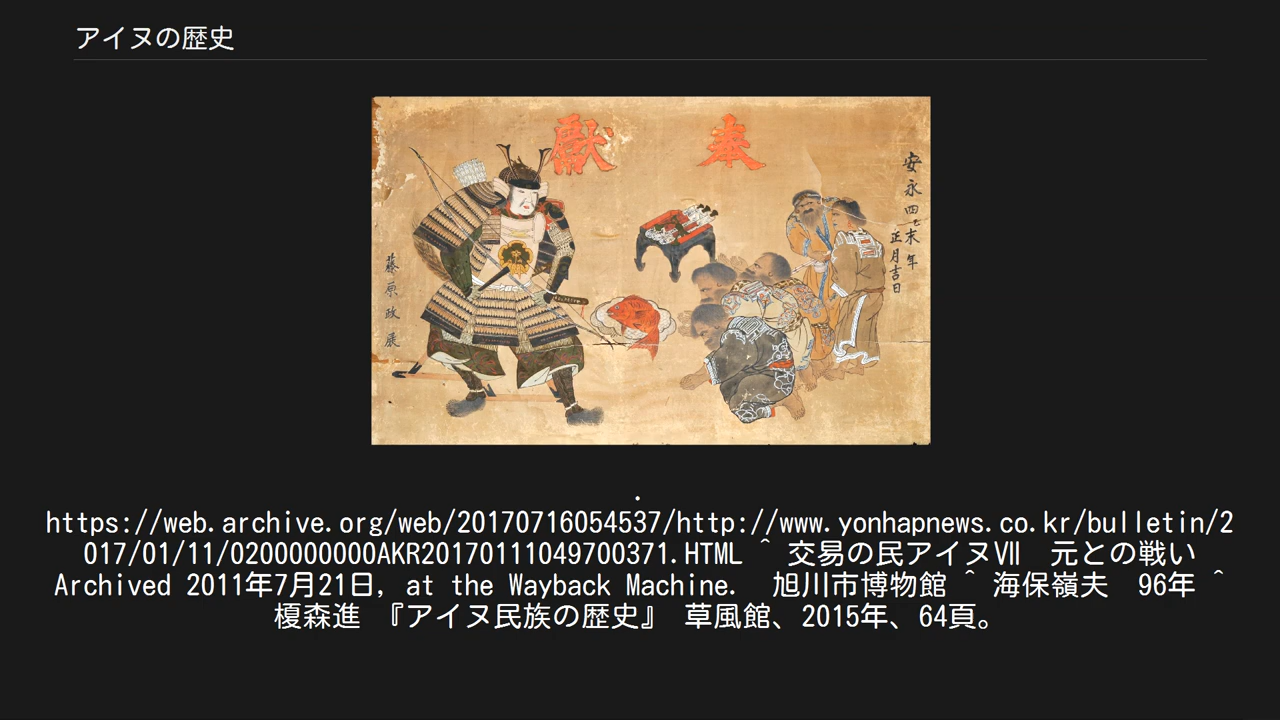 アイヌの歴史
奉獻
安永四乙未年
正月吉日
藤原政展
.
https://web.archive.org/web/20170716054537/http://www.yonhapnews.co.kr/bulletin/2
017/01/11/0200000000AKR20170111049700371.HTML ^ 交易の民アイヌⅦ　元との戦い
Archived 2011年7月21日, at the Wayback Machine.　旭川市博物館 ^ 海保嶺夫　96年 ^
榎森進 『アイヌ民族の歴史』 草風館、2015年、64頁。